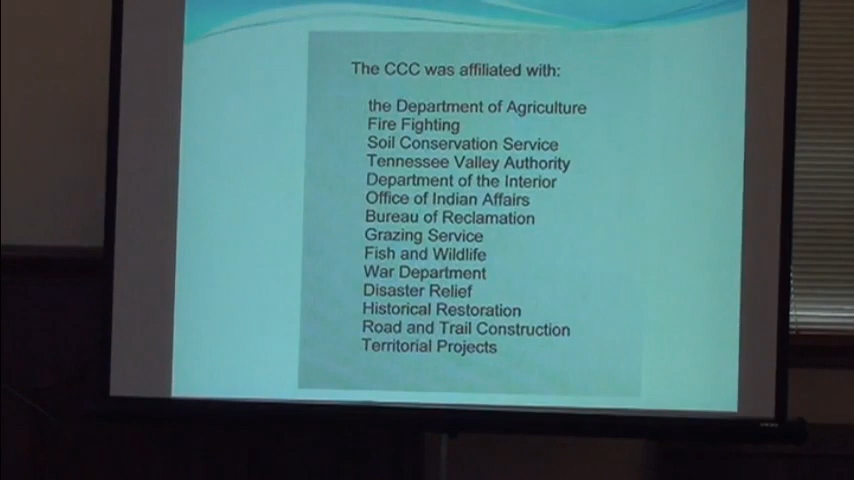 The CCC was affiliated with:
the Department of Agriculture
Fire Fighting
Soil Conservation Service
Tennessee Valley Authority
Department of the Interior
Office of Indian Affairs
Bureau of Reclamation
Grazing Service
Fish and Wildlife
War Department
Disaster Relief
Historical Restoration
Road and Trail Construction
Territorial Projects